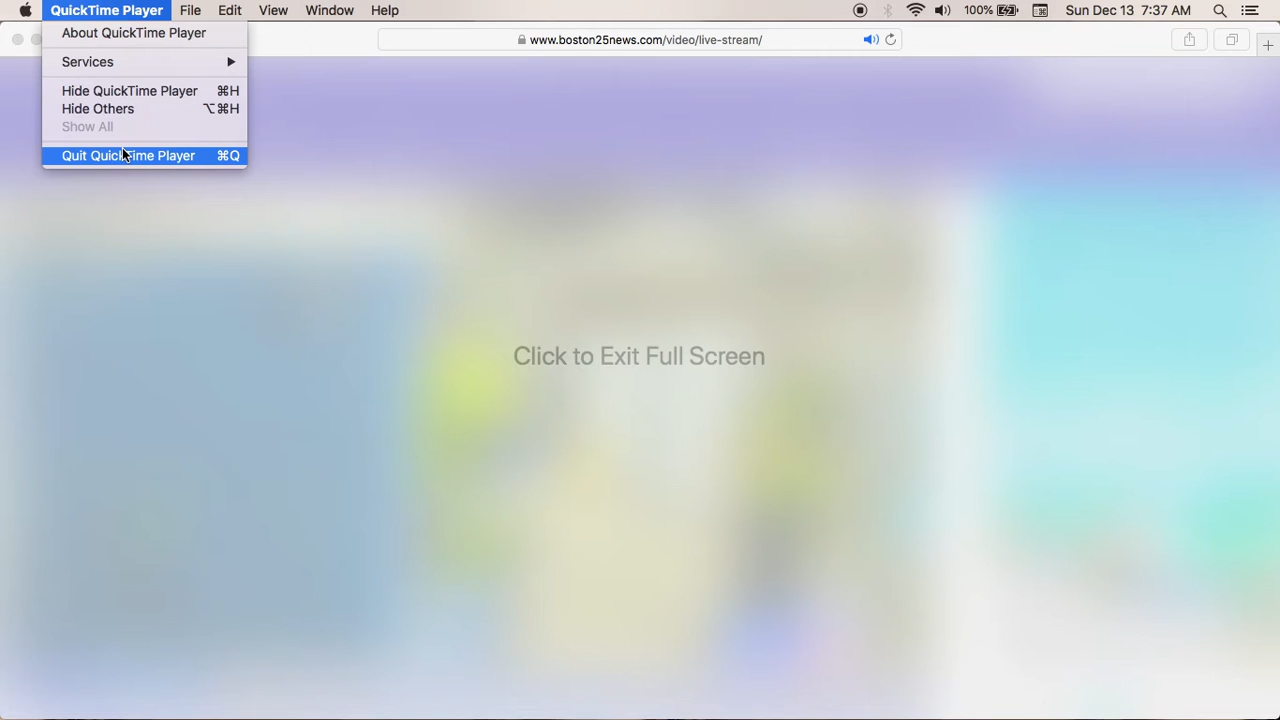 QuickTime Player File Edit View Window Help 100% Sun Dec 13 7:37 AM
www.boston25news.com/video/live-stream/
About QuickTime Player
Services
Hide QuickTime Player ⌘H
Hide Others ⌥⌘H
Show All
Quit QuickTime Player ⌘Q
Click to Exit Full Screen